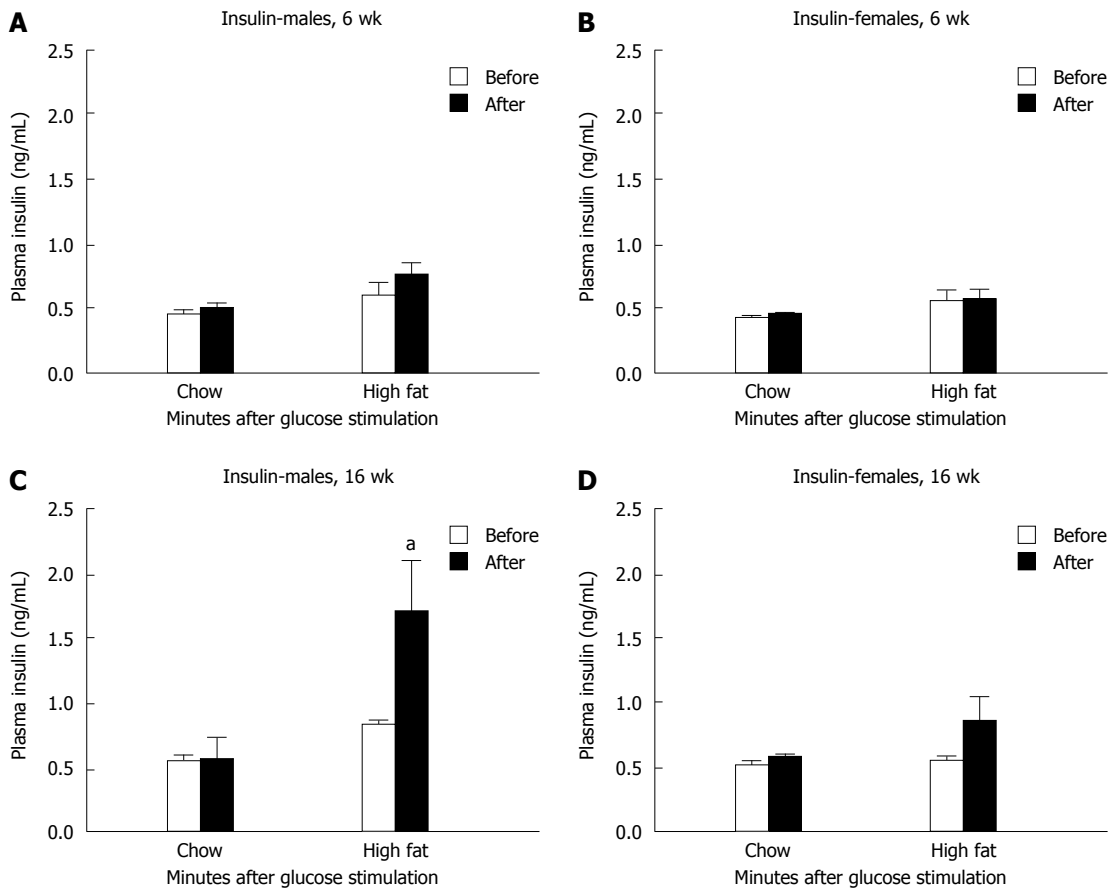 A
Insulin-males, 6 wk
2.5
2.0
1.5
1.0
0.5
0.0
Plasma insulin (ng/mL)
Before
After
Chow
High fat
Minutes after glucose stimulation
B
Insulin-females, 6 wk
2.5
2.0
1.5
1.0
0.5
0.0
Plasma insulin (ng/mL)
Before
After
Chow
High fat
Minutes after glucose stimulation
C
Insulin-males, 16 wk
2.5
2.0
1.5
1.0
0.5
0.0
Plasma insulin (ng/mL)
Before
After
a
Chow
High fat
Minutes after glucose stimulation
D
Insulin-females, 16 wk
2.5
2.0
1.5
1.0
0.5
0.0
Plasma insulin (ng/mL)
Before
After
Chow
High fat
Minutes after glucose stimulation